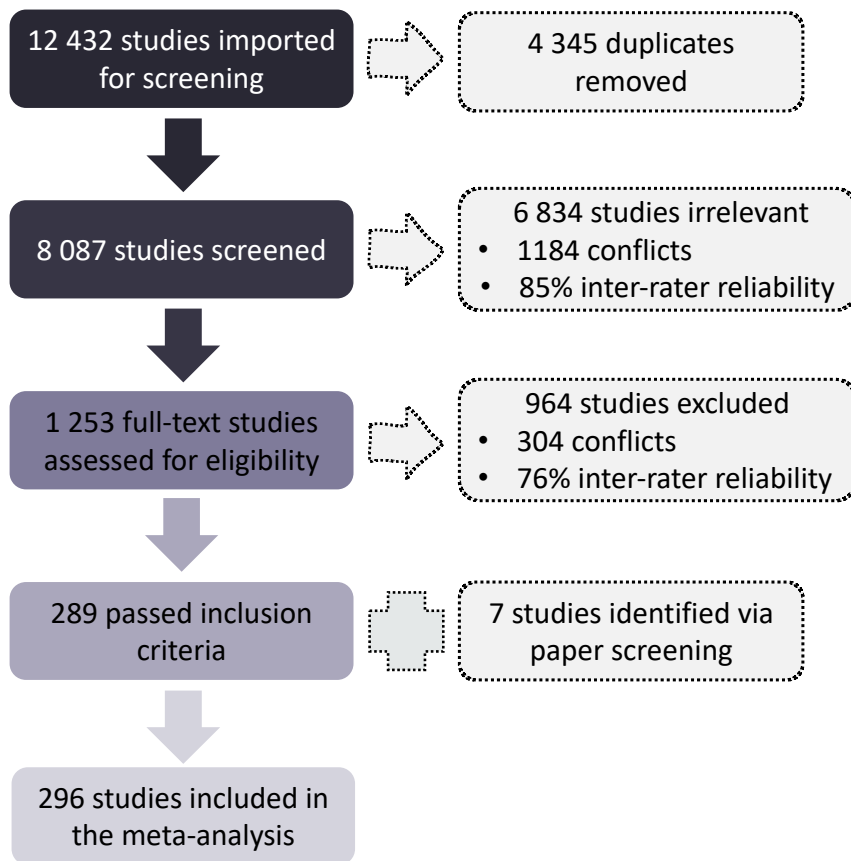 12 432 studies imported
for screening
4 345 duplicates
removed
8 087 studies screened
6 834 studies irrelevant
• 1184 conflicts
• 85% inter-rater reliability
1 253 full-text studies
assessed for eligibility
964 studies excluded
• 304 conflicts
• 76% inter-rater reliability
289 passed inclusion
criteria
7 studies identified via
paper screening
296 studies included in
the meta-analysis